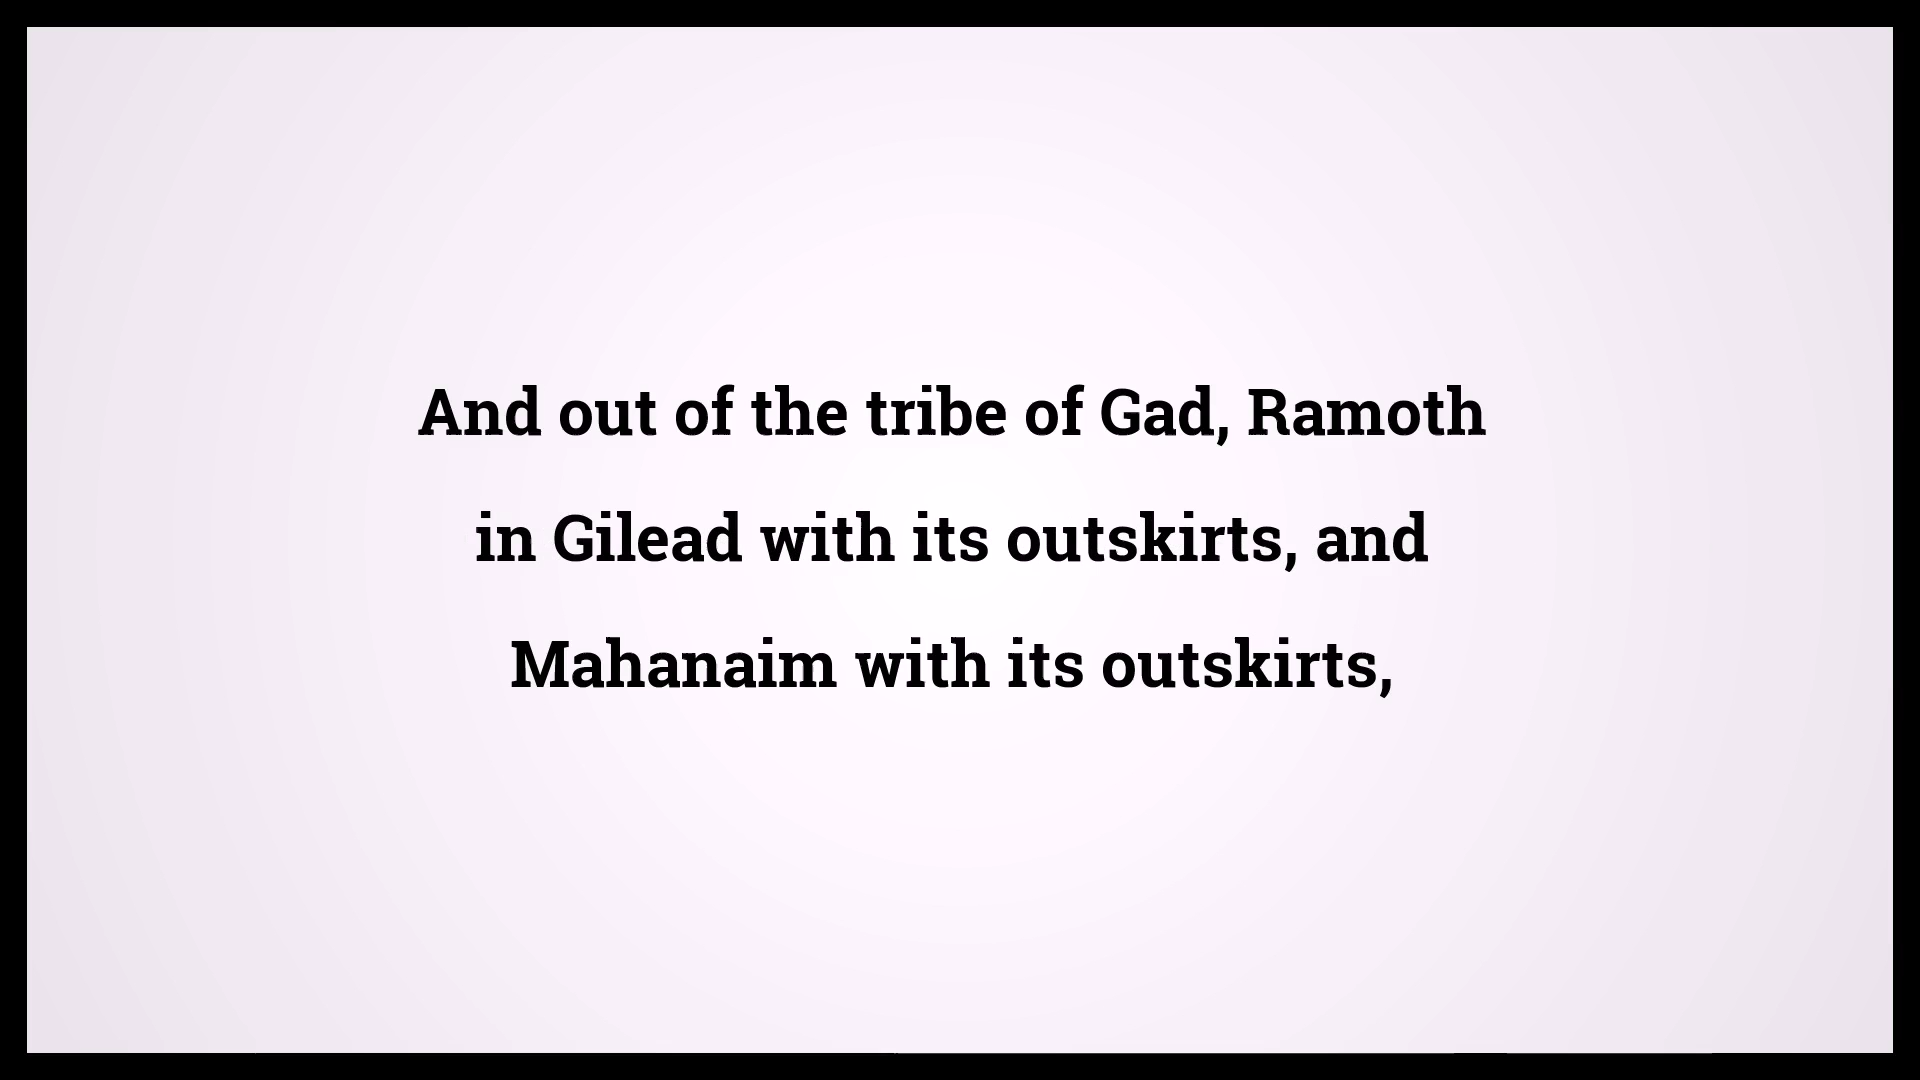 And out of the tribe of Gad, Ramoth
in Gilead with its outskirts, and
Mahanaim with its outskirts,